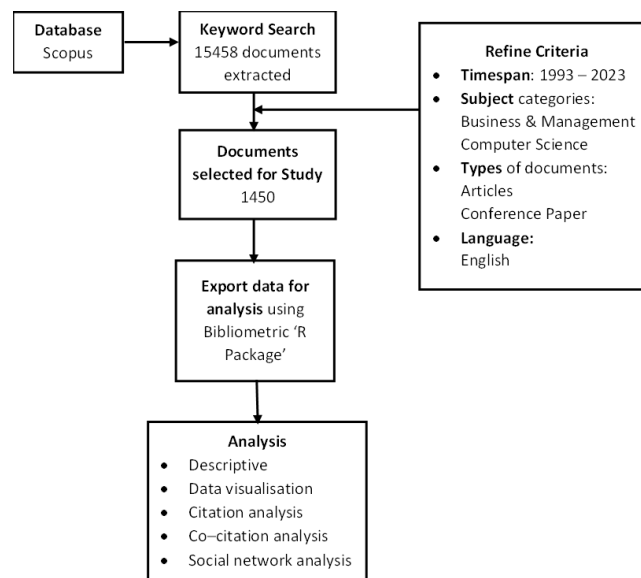 Database
Scopus
Keyword Search
15458 documents
extracted
Refine Criteria
• Timespan: 1993 – 2023
• Subject categories:
Business & Management
Computer Science
• Types of documents:
Articles
Conference Paper
• Language:
English
Documents
selected for Study
1450
Export data for
analysis using
Bibliometric ‘R
Package’
Analysis
• Descriptive
• Data visualisation
• Citation analysis
• Co–citation analysis
• Social network analysis